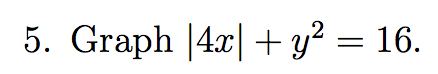 5. Graph |4x| + y² = 16.